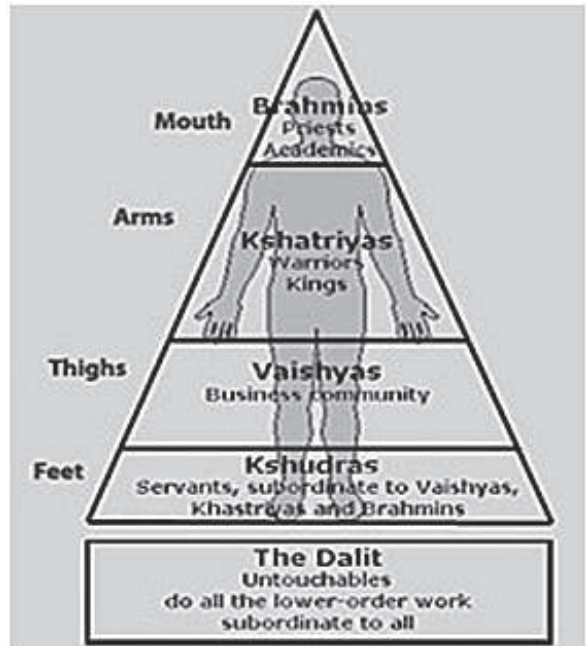 Mouth
Brahmins
Priests
Academics
Arms
Kshatriyas
Warriors
Kings
Thighs
Vaishyas
Business community
Feet
Kshudras
Servants, subordinate to Vaishyas,
Khastriyas and Brahmins
The Dalit
Untouchables
do all the lower-order work
subordinate to all